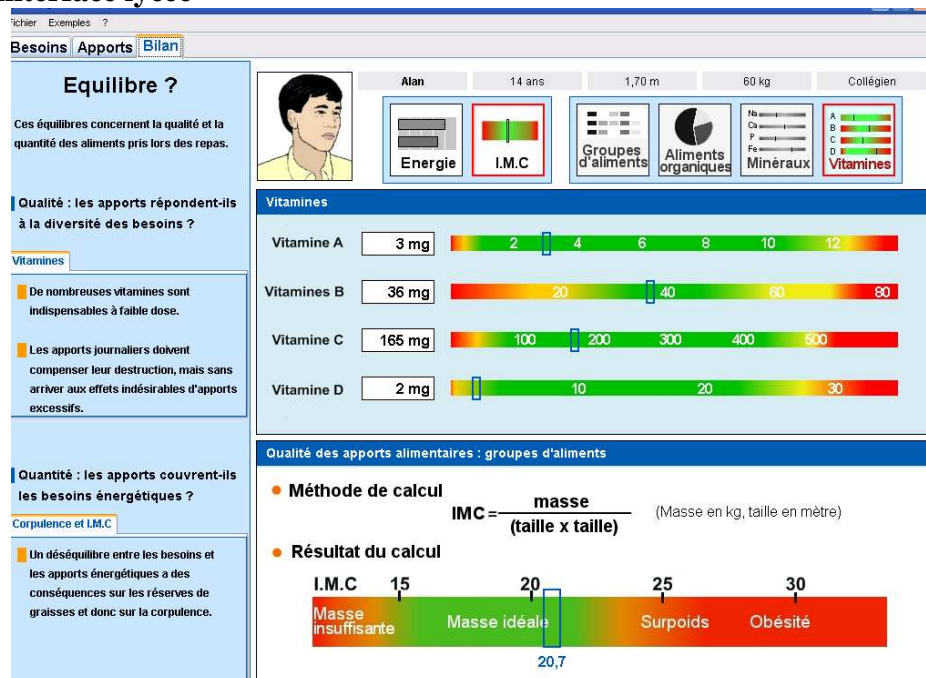 interface lycée
Fichier Exemples ?
Besoins Apports Bilan
Equilibre ?
Ces équilibres concernent la qualité et la
quantité des aliments pris lors des repas.
Qualité : les apports répondent-ils
à la diversité des besoins ?
Vitamines
De nombreuses vitamines sont
indispensables à faible dose.
Les apports journaliers doivent
compenser leur destruction, mais sans
arriver aux effets indésirables d'apports
excessifs.
Quantité : les apports couvrent-ils
les besoins énergétiques ?
Corpulence et I.M.C
Un déséquilibre entre les besoins et
les apports énergétiques a des
conséquences sur les réserves de
graisses et donc sur la corpulence.
Alan 14 ans 1,70 m 60 kg Collégien
Energie
I.M.C
Groupes
d'aliments
Aliments
organiques
Na
Ca
P
Fe
Minéraux
A
B
C
D
Vitamines
Vitamines
Vitamine A 3 mg 2 4 6 8 10 12
Vitamines B 36 mg 20 40 60 80
Vitamine C 165 mg 100 200 300 400 500
Vitamine D 2 mg 10 20 30
Qualité des apports alimentaires : groupes d'aliments
Méthode de calcul
IMC = masse
(taille x taille)
(Masse en kg, taille en mètre)
Résultat du calcul
I.M.C 15 20 25 30
Masse
insuffisante
Masse idéale
Surpoids
Obésité
20,7